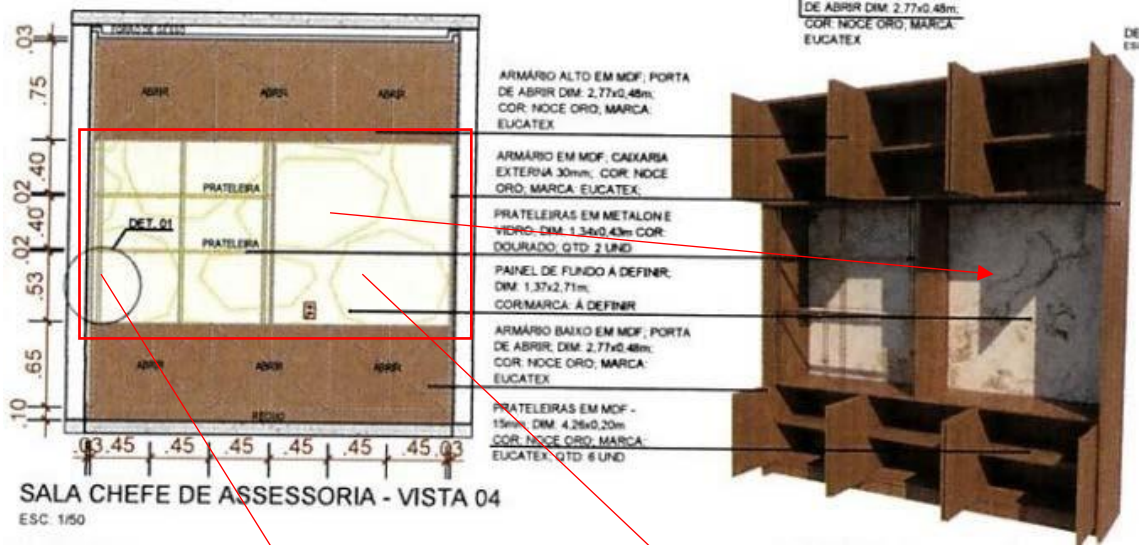 DE ABRIR DIM: 2,77x0,48m;
COR: NOCE ORO; MARCA:
EUCATEX
DE
FORRO DE GESSO
ABRIR
ABRIR
ABRIR
PRATELEIRA
DET. 01
PRATELEIRA
ABRIR
ABRIR
ABRIR
.03
.75
.40
.02
.40
.02
.53
.65
.10
.03 .45 .45 .45 .45 .45 .45 .03
ARMÁRIO ALTO EM MDF; PORTA
DE ABRIR DIM: 2,77x0,48m;
COR: NOCE ORO; MARCA:
EUCATEX
ARMÁRIO EM MDF; CAIXARIA
EXTERNA 30mm; COR: NOCE
ORO; MARCA: EUCATEX;
PRATELEIRAS EM METALON E
VIDRO; DIM: 1,34x0,43m COR:
DOURADO; QTD: 2 UND
PAINEL DE FUNDO A DEFINIR;
DIM: 1,37x2,71m;
COR/MARCA: A DEFINIR
ARMÁRIO BAIXO EM MDF; PORTA
DE ABRIR; DIM: 2,77x0,48m;
COR: NOCE ORO; MARCA:
EUCATEX
PRATELEIRAS EM MDF -
15mm; DIM: 4,26x0,20m
COR: NOCE ORO; MARCA:
EUCATEX; QTD: 6 UND
SALA CHEFE DE ASSESSORIA - VISTA 04
ESC. 1/50